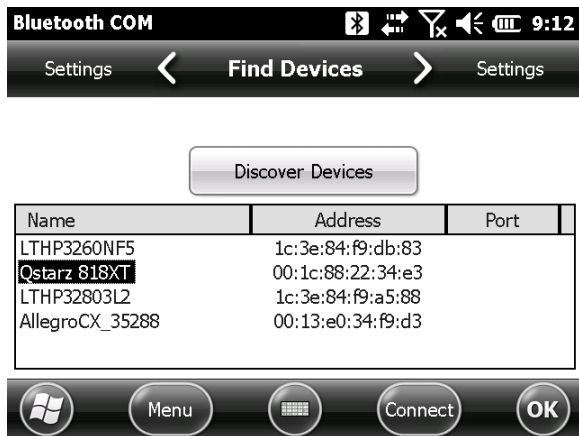 Bluetooth COM 9:12
Settings Find Devices Settings
Discover Devices
Name Address Port
LTHP3260NF5 1c:3e:84:f9:db:83
Qstarz 818XT 00:1c:88:22:34:e3
LTHP32803L2 1c:3e:84:f9:a5:88
AllegroCX_35288 00:13:e0:34:f9:d3
Menu Connect OK